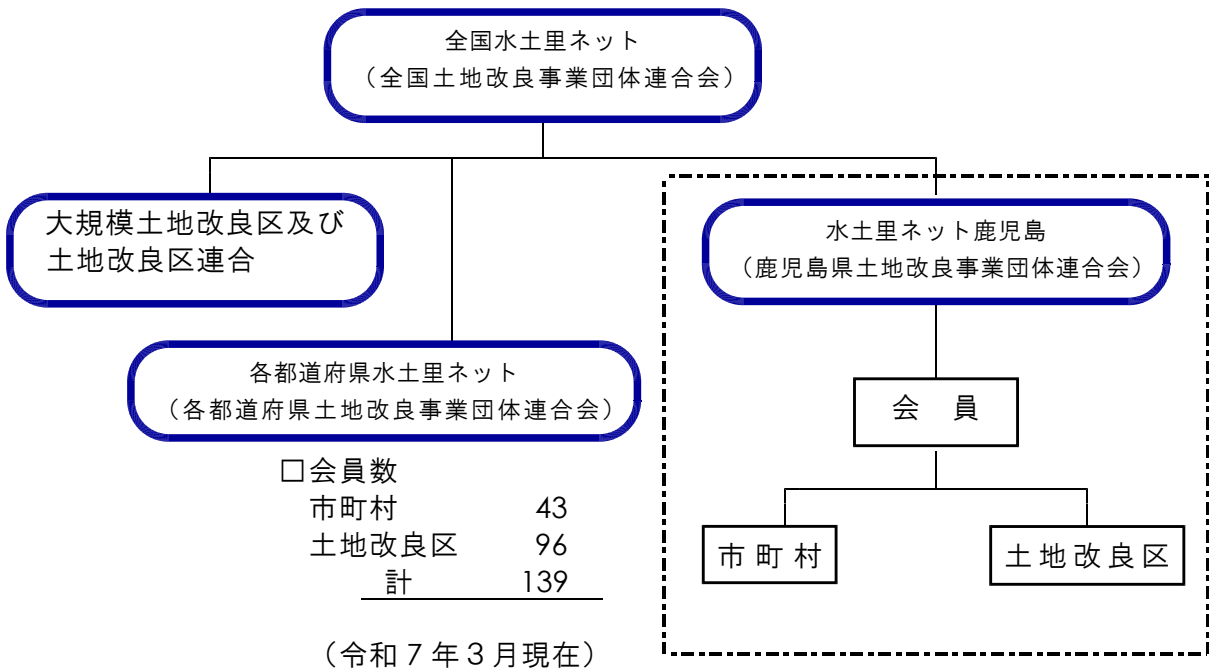 全国水土里ネット
（全国土地改良事業団体連合会）
大規模土地改良区及び
土地改良区連合
水土里ネット鹿児島
（鹿児島県土地改良事業団体連合会）
各都道府県水土里ネット
（各都道府県土地改良事業団体連合会）
会　員
□会員数
市町村 43
土地改良区 96
計 139
市町村
土地改良区
（令和７年３月現在）